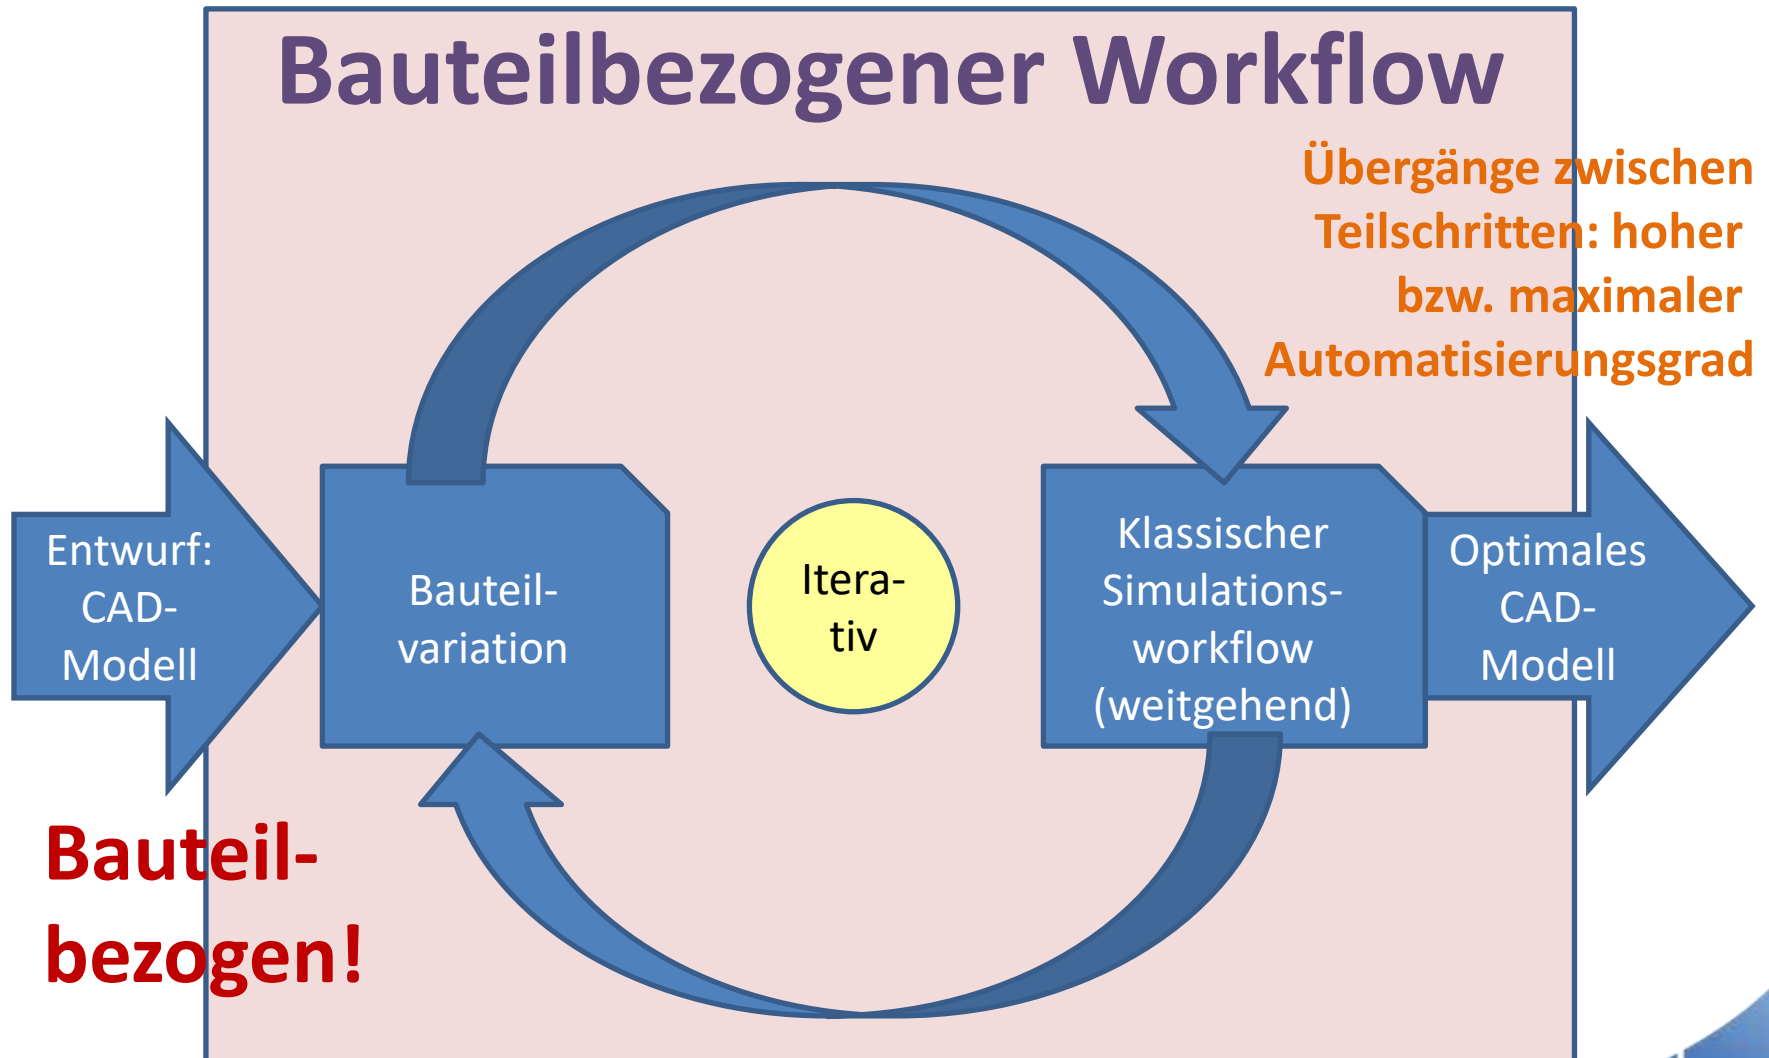 Bauteilbezogener Workflow
Übergänge zwischen
Teilschritten: hoher
bzw. maximaler
Automatisierungsgrad
Entwurf:
CAD-
Modell
Bauteil-
variation
Itera-
tiv
Klassischer
Simulations-
workflow
(weitgehend)
Optimales
CAD-
Modell
Bauteil-
bezogen!